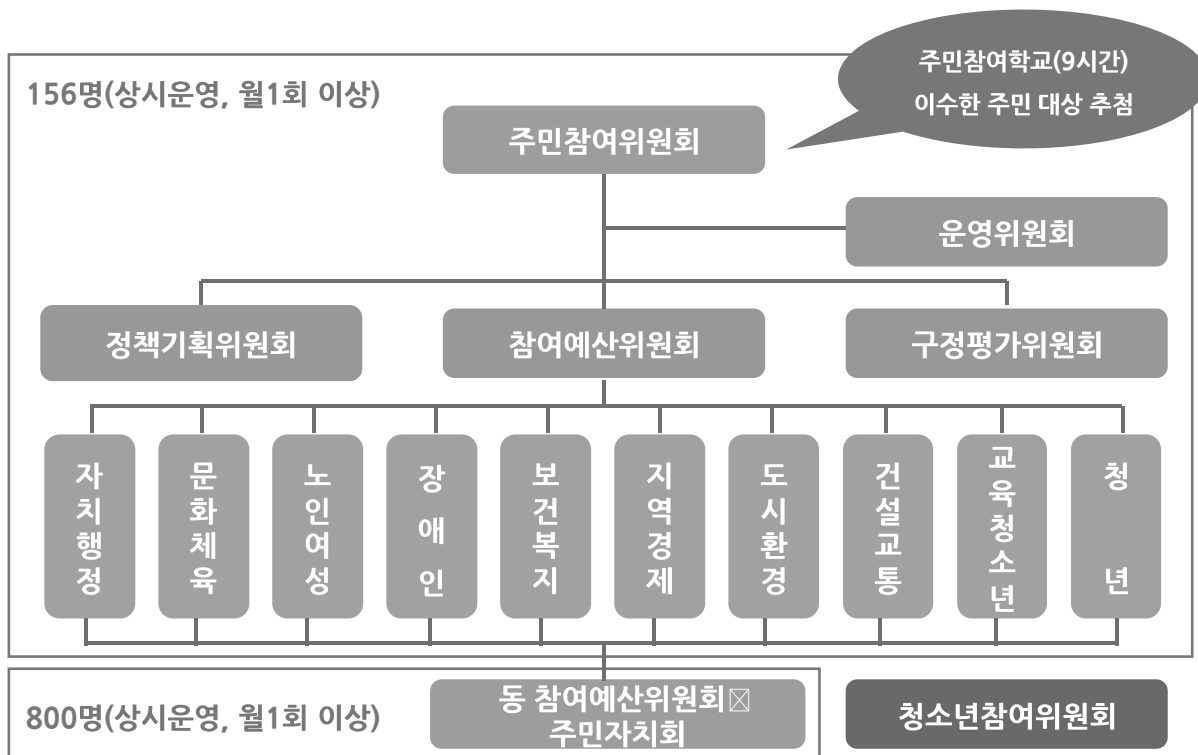 주민참여학교(9시간)
이수한 주민 대상 추첨
156명(상시운영, 월1회 이상)
주민참여위원회
운영위원회
정책기획위원회
참여예산위원회
구정평가위원회
자치행정
문화체육
노인여성
장애인
보건복지
지역경제
도시환경
건설교통
교육청소년
청년
800명(상시운영, 월1회 이상)
동 참여예산위원회
주민자치회
청소년참여위원회